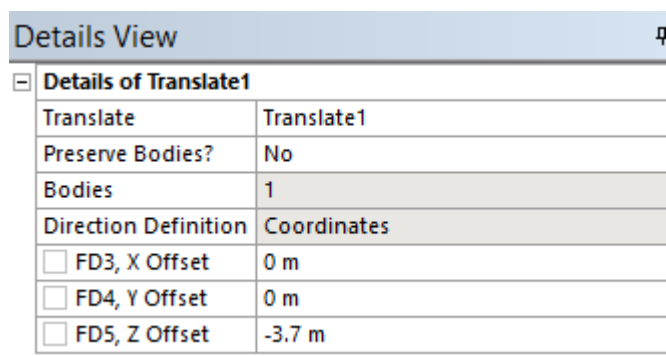 Details View
Details of Translate1
Translate Translate1
Preserve Bodies? No
Bodies 1
Direction Definition Coordinates
FD3, X Offset 0 m
FD4, Y Offset 0 m
FD5, Z Offset -3.7 m